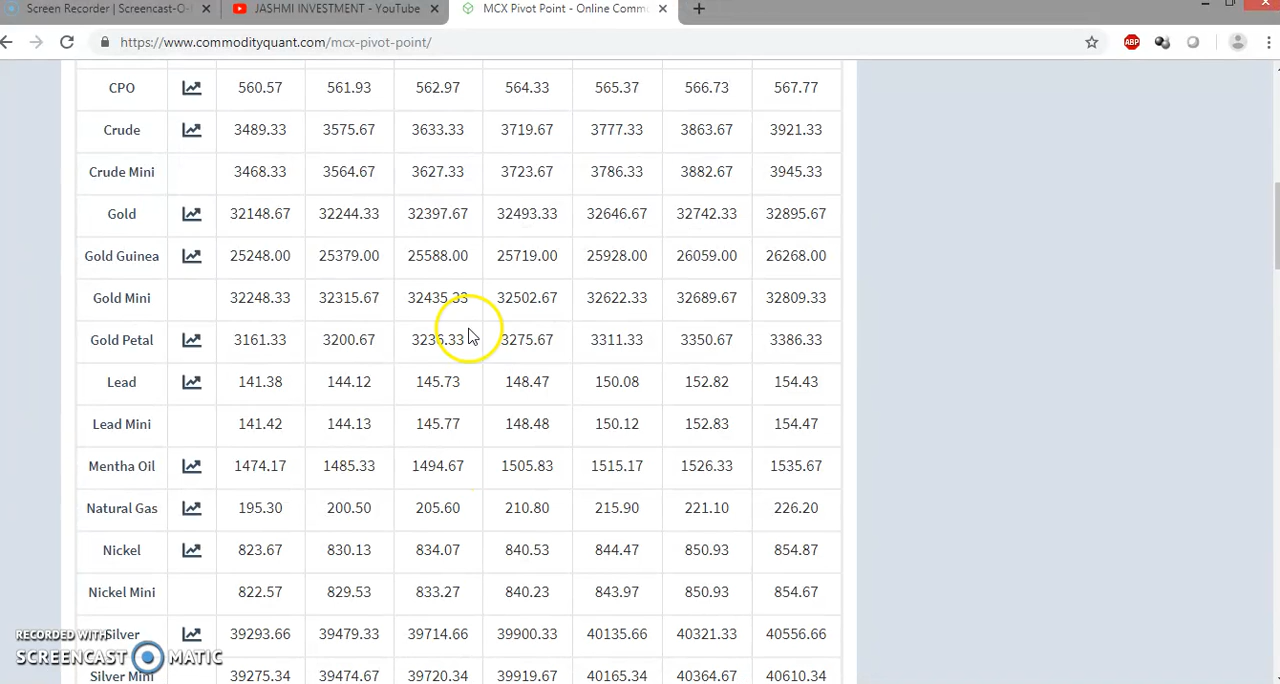 Screen Recorder | Screencast-O-
JASHMI INVESTMENT - YouTube
MCX Pivot Point - Online Comm
https://www.commodityquant.com/mcx-pivot-point/
ABP
CPO 560.57 561.93 562.97 564.33 565.37 566.73 567.77
Crude 3489.33 3575.67 3633.33 3719.67 3777.33 3863.67 3921.33
Crude Mini 3468.33 3564.67 3627.33 3723.67 3786.33 3882.67 3945.33
Gold 32148.67 32244.33 32397.67 32493.33 32646.67 32742.33 32895.67
Gold Guinea 25248.00 25379.00 25588.00 25719.00 25928.00 26059.00 26268.00
Gold Mini 32248.33 32315.67 32435.33 32502.67 32622.33 32689.67 32809.33
Gold Petal 3161.33 3200.67 3236.33 3275.67 3311.33 3350.67 3386.33
Lead 141.38 144.12 145.73 148.47 150.08 152.82 154.43
Lead Mini 141.42 144.13 145.77 148.48 150.12 152.83 154.47
Mentha Oil 1474.17 1485.33 1494.67 1505.83 1515.17 1526.33 1535.67
Natural Gas 195.30 200.50 205.60 210.80 215.90 221.10 226.20
Nickel 823.67 830.13 834.07 840.53 844.47 850.93 854.87
Nickel Mini 822.57 829.53 833.27 840.23 843.97 850.93 854.67
Silver 39293.66 39479.33 39714.66 39900.33 40135.66 40321.33 40556.66
Silver Mini 39275.34 39474.67 39720.34 39919.67 40165.34 40364.67 40610.34
RECORDED WITH
SCREENCAST MATIC